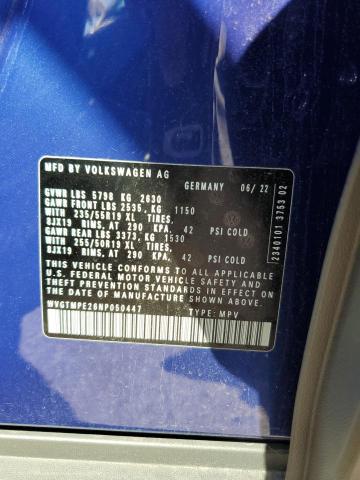 MFD BY VOLKSWAGEN AG
GERMANY 06/22
GVWR LBS 5798 KG 2630
GAWR FRONT LBS 2536, KG 1150
WITH 235/55R19 XL TIRES,
8JX19 RIMS, AT 290 KPA. 42 PSI COLD
GAWR REAR LBS 3373, KG 1530
WITH 255/50R19 XL TIRES,
8JX19 RIMS, AT 290 KPA. 42 PSI COLD
THIS VEHICLE CONFORMS TO ALL APPLICABLE
U.S. FEDERAL MOTOR VEHICLE SAFETY AND
THEFT PREVENTION STANDARDS IN EFFECT ON
THE DATE OF MANUFACTURE SHOWN ABOVE.
WVGTMPE26NP050447 TYPE: MPV
2340101 3753 02